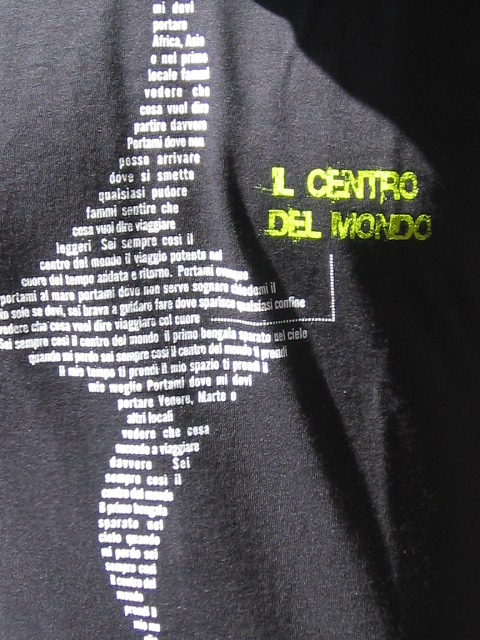 mi devi
portare
Africa, Asia
o nel primo
locale fammi
vedere che
cosa vuol dire
partire davvero
Portami dove non
posso arrivare
dove si smette
qualsiasi pudore
fammi sentire che
cosa vuol dire viaggiare
leggeri Sei sempre così il
centro del mondo il viaggio potente nel
cuore del tempo andata e ritorno. Portami ovunque
portami al mare portami dove non serve sognare chiedami il
solo se devi, sei brava a guidare fare dove sparisce qualsiasi confine
vedere che cosa vuol dire viaggiare col cuore
Sei sempre così il centro del mondo il primo bengala sparato nel cielo
quando mi perdo sei sempre così il centro del mondo ti prendi
il mio tempo ti prendi il mio spazio ti prendi il
mio meglio Portami dove mi devi
portare Venere, Marte o
altri locali
vedere che cosa
succede a viaggiare
davvero Sei
sempre così il
centro del mondo
il primo bengala
sparato nel
cielo quando
mi perdo sei
sempre così
il centro del
mondo
prendi il
mio
IL CENTRO
DEL MONDO